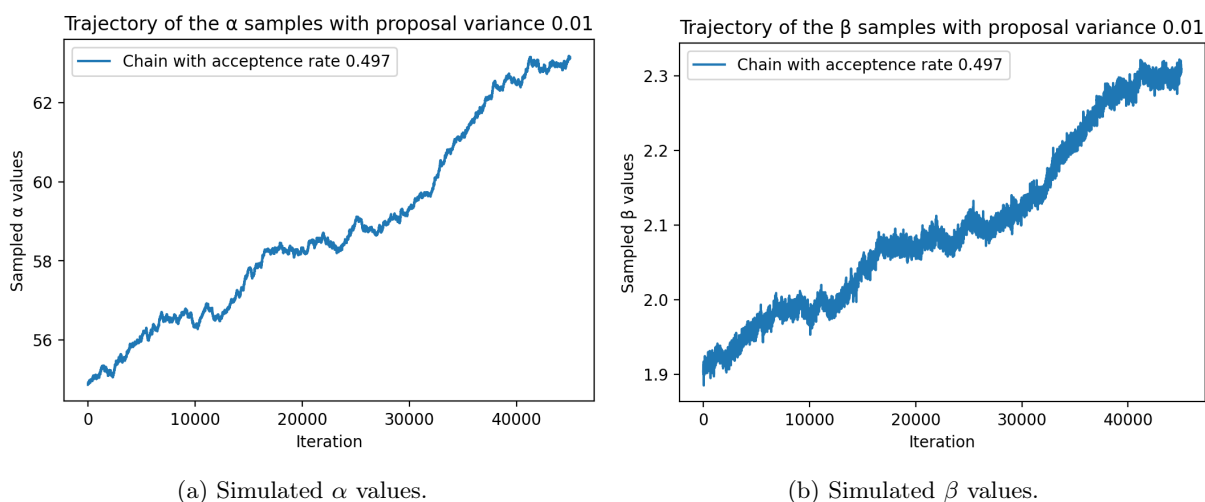 Trajectory of the α samples with proposal variance 0.01
Chain with acceptence rate 0.497
Sampled α values
62
60
58
56
0 10000 20000 30000 40000
Iteration
(a) Simulated α values.
Trajectory of the β samples with proposal variance 0.01
Chain with acceptence rate 0.497
Sampled β values
2.3
2.2
2.1
2.0
1.9
0 10000 20000 30000 40000
Iteration
(b) Simulated β values.